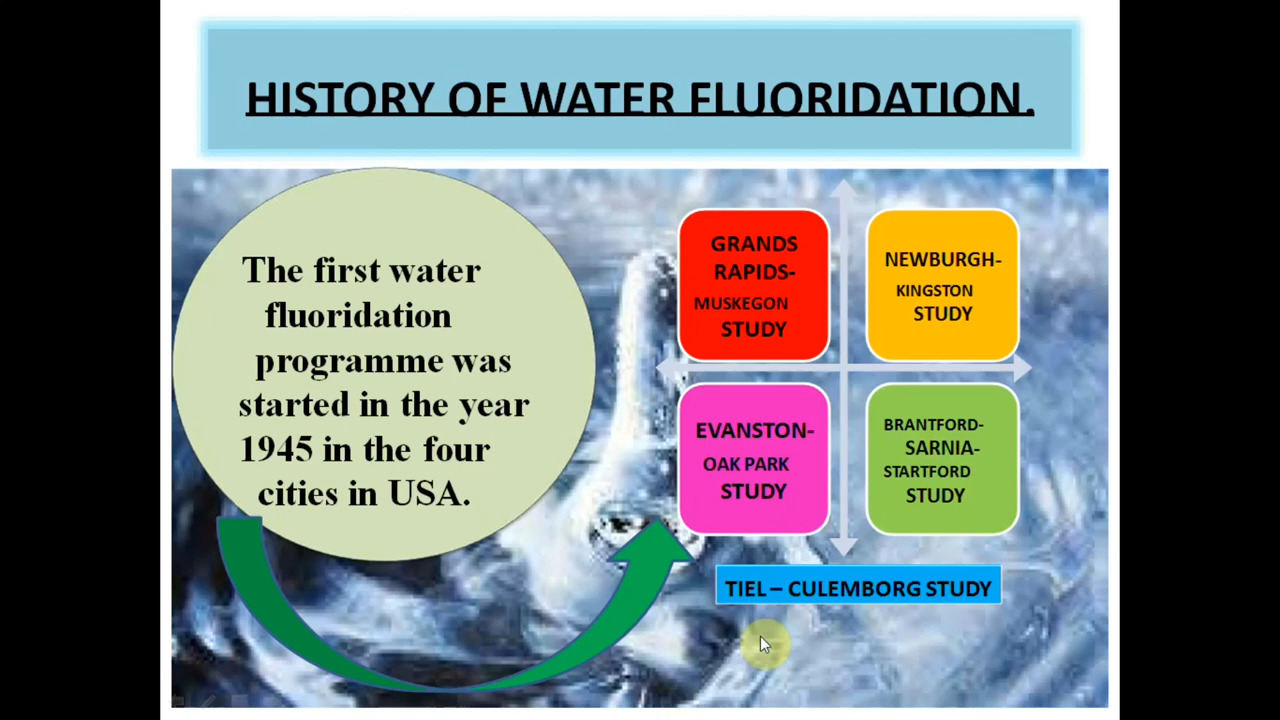 HISTORY OF WATER FLUORIDATION.
The first water
fluoridation
programme was
started in the year
1945 in the four
cities in USA.
GRANDS
RAPIDS-
MUSKEGON
STUDY
NEWBURGH-
KINGSTON
STUDY
EVANSTON-
OAK PARK
STUDY
BRANTFORD-
SARNIA-
STARTFORD
STUDY
TIEL – CULEMBORG STUDY